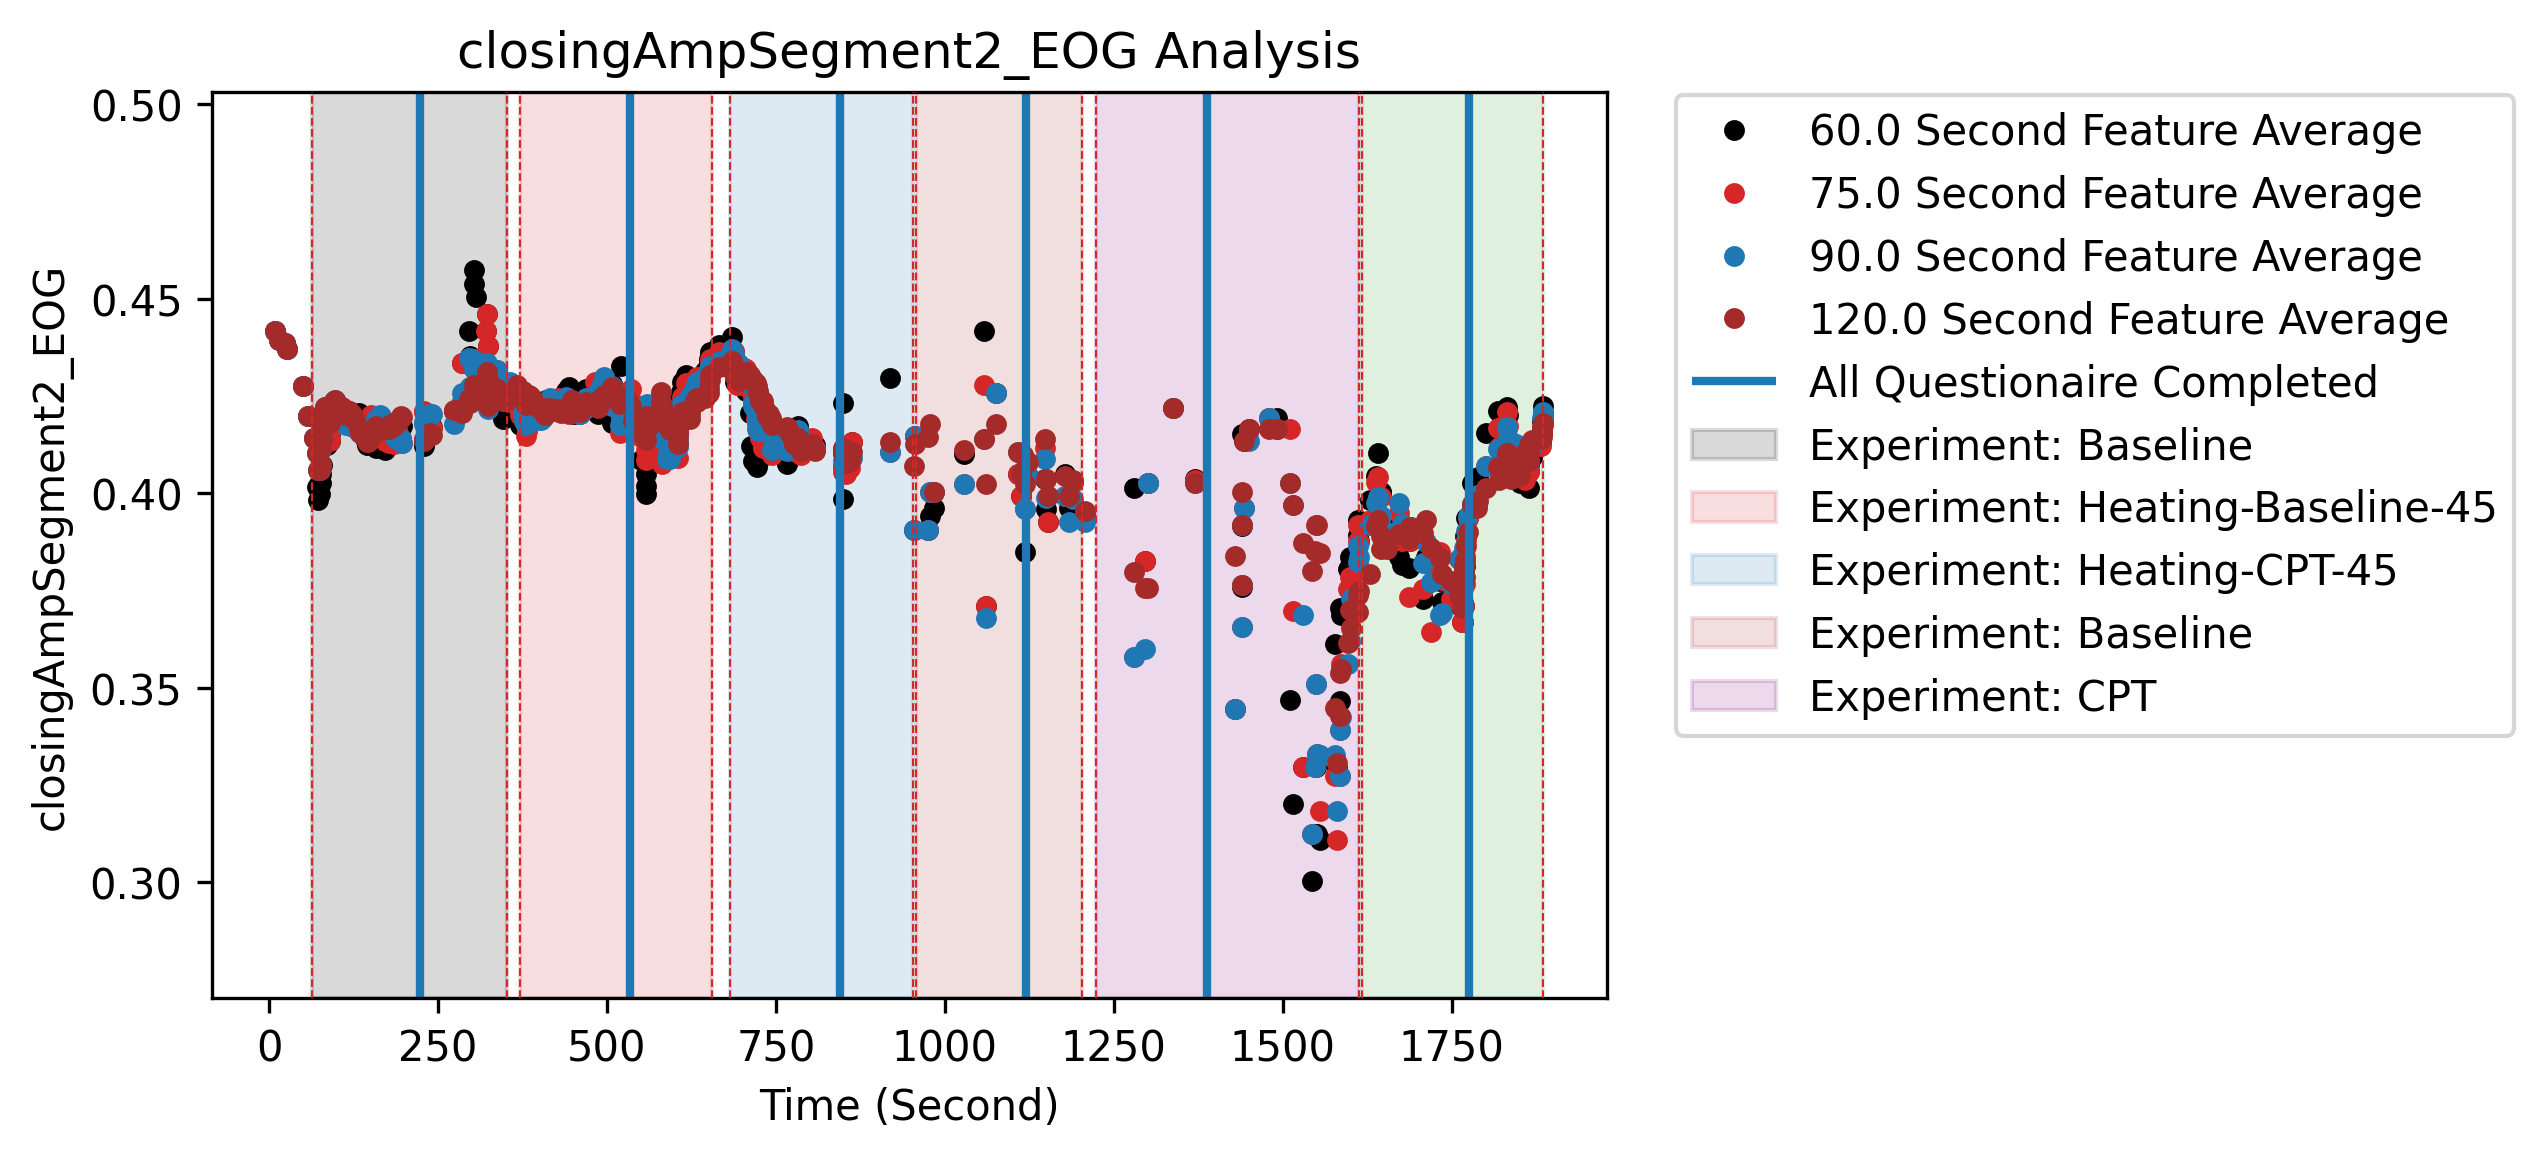 closingAmpSegment2_EOG Analysis
closingAmpSegment2_EOG
0.50
0.45
0.40
0.35
0.30
0
250
500
750
1000
1250
1500
1750
Time (Second)
60.0 Second Feature Average
75.0 Second Feature Average
90.0 Second Feature Average
120.0 Second Feature Average
All Questionaire Completed
Experiment: Baseline
Experiment: Heating-Baseline-45
Experiment: Heating-CPT-45
Experiment: Baseline
Experiment: CPT